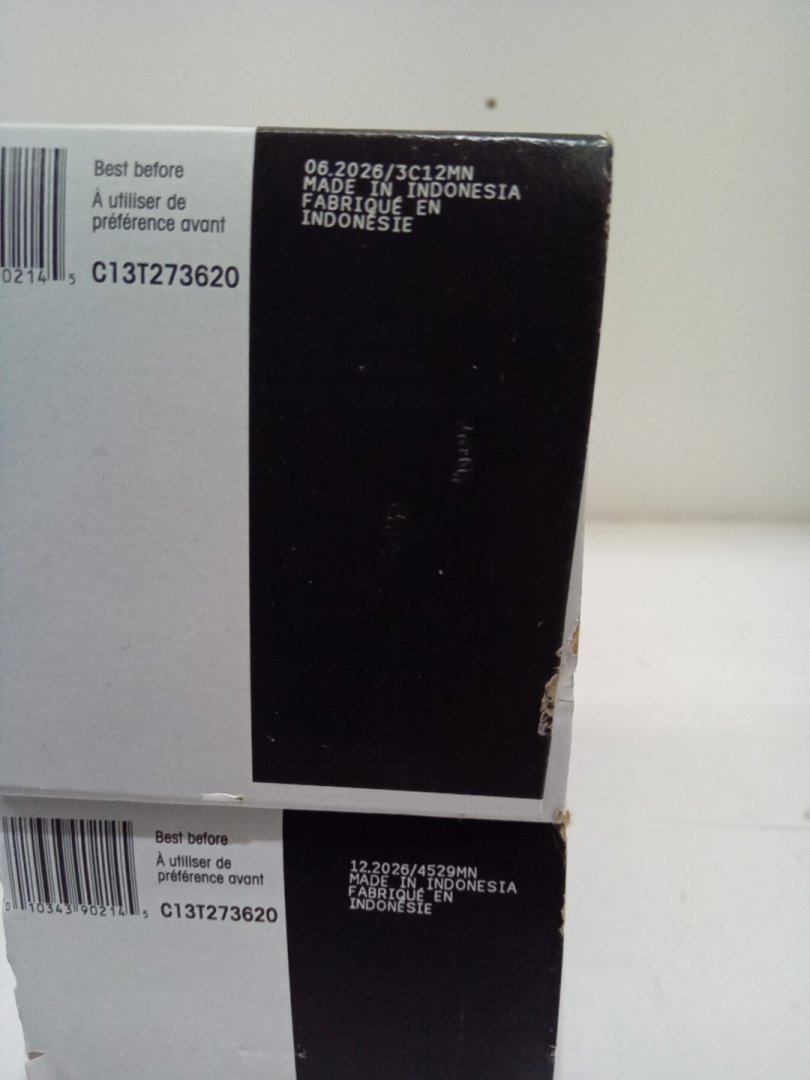 Best before
À utiliser de
préférence avant
0214 5
C13T273620
06.2026/3C12MN
MADE IN INDONESIA
FABRIQUÉ EN
INDONÉSIE
Best before
À utiliser de
préférence avant
0 10343 90214 5
C13T273620
12.2026/4529MN
MADE IN INDONESIA
FABRIQUÉ EN
INDONÉSIE